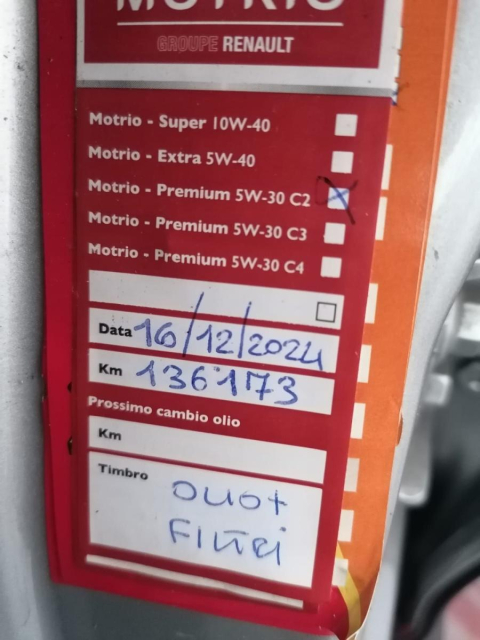 MOTRIO
GROUPE RENAULT
Motrio - Super 10W-40
Motrio - Extra 5W-40
Motrio - Premium 5W-30 C2
Motrio - Premium 5W-30 C3
Motrio - Premium 5W-30 C4
Data 16/12/2024
Km 136173
Prossimo cambio olio
Km
Timbro
OLIO+
FILTRI